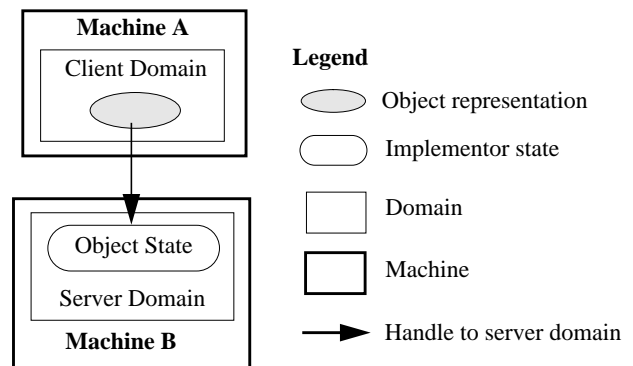 Machine A
Client Domain
Object State
Server Domain
Machine B
Legend
Object representation
Implementor state
Domain
Machine
Handle to server domain